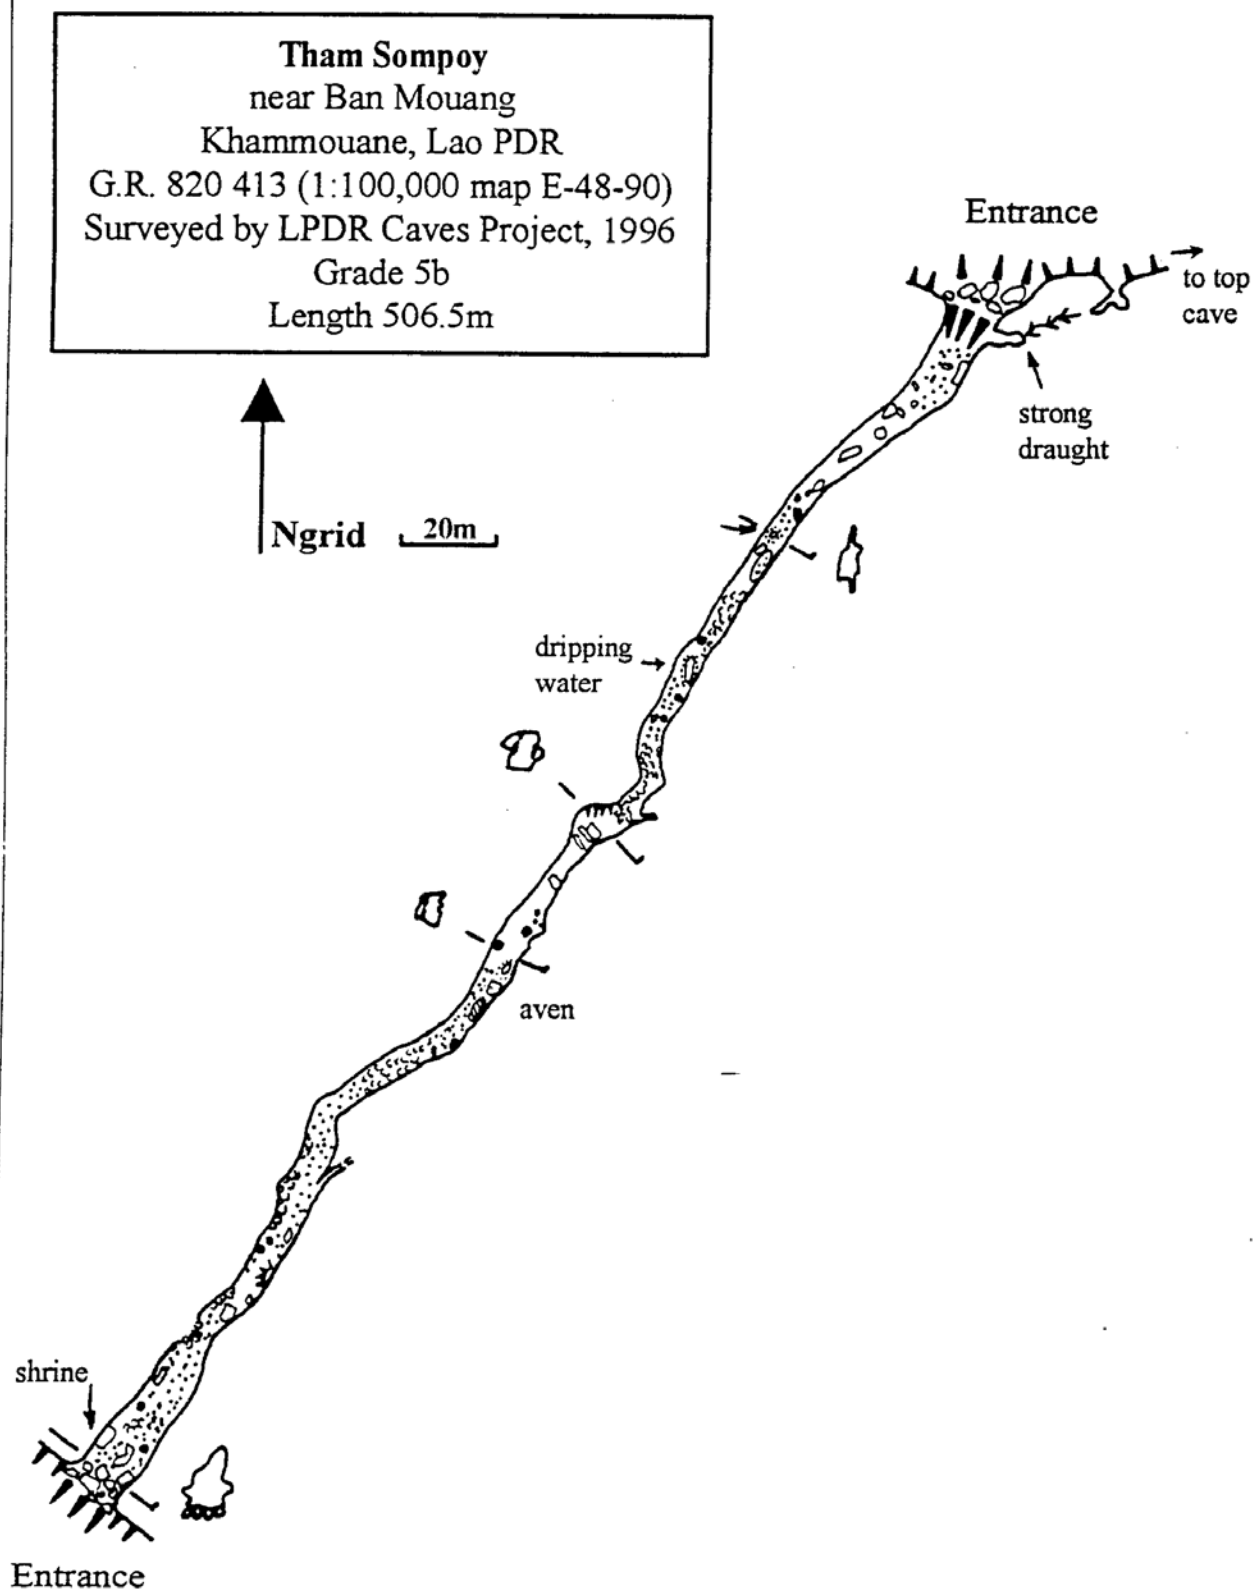 Tham Sompoy
near Ban Mouang
Khammouane, Lao PDR
G.R. 820 413 (1:100,000 map E-48-90)
Surveyed by LPDR Caves Project, 1996
Grade 5b
Length 506.5m
Entrance
to top
cave
strong
draught
Ngrid
20m
dripping
water
aven
shrine
Entrance